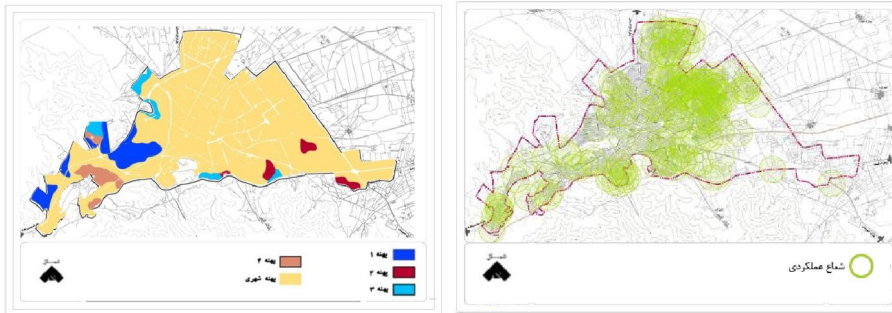 شمال
پهنه ۱
پهنه ۲
پهنه ۳
پهنه ۴
پهنه شهری
شمال
شعاع عملکردی